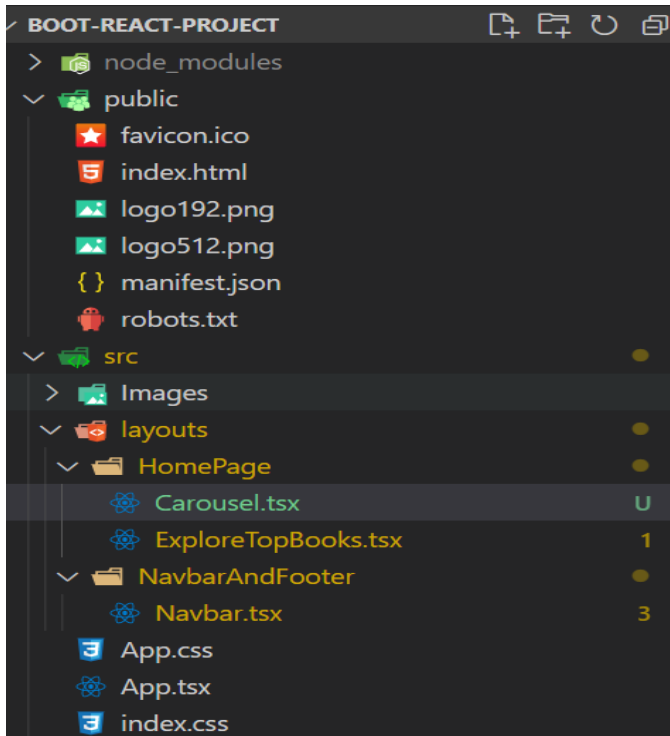 BOOT-REACT-PROJECT
node_modules
public
favicon.ico
index.html
logo192.png
logo512.png
{ } manifest.json
robots.txt
src
Images
layouts
HomePage
Carousel.tsx U
ExploreTopBooks.tsx 1
NavbarAndFooter
Navbar.tsx 3
App.css
App.tsx
index.css